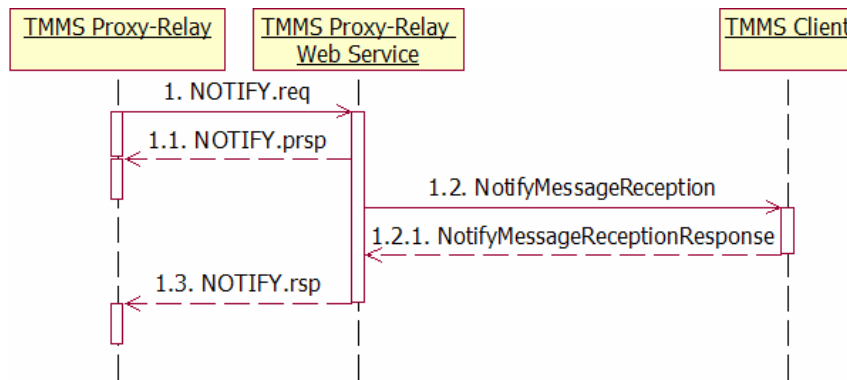 TMMS Proxy-Relay
TMMS Proxy-Relay
Web Service
TMMS Client
1. NOTIFY.req
1.1. NOTIFY.prsp
1.2. NotifyMessageReception
1.2.1. NotifyMessageReceptionResponse
1.3. NOTIFY.rsp